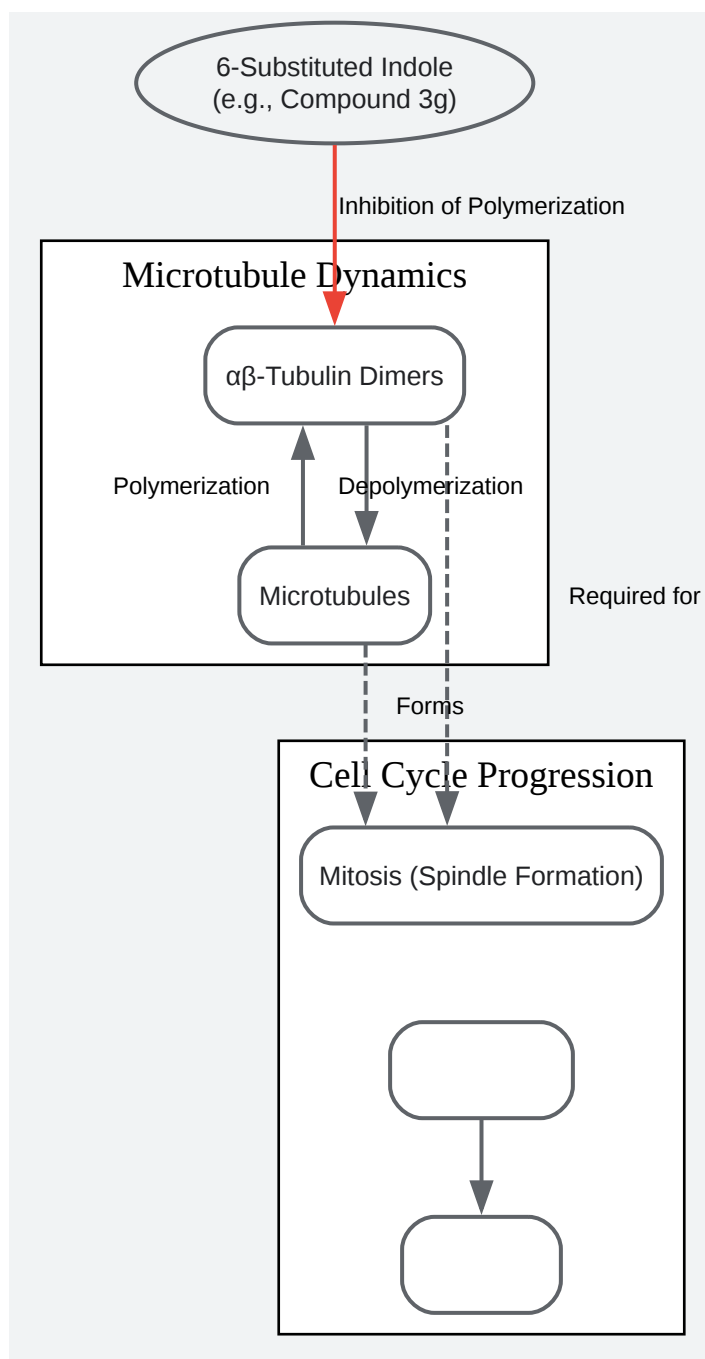 6-Substituted Indole
(e.g., Compound 3g)
Inhibition of Polymerization
Microtubule Dynamics
αβ-Tubulin Dimers
Polymerization
Depolymerization
Microtubules
Required for
Forms
Cell Cycle Progression
Mitosis (Spindle Formation)